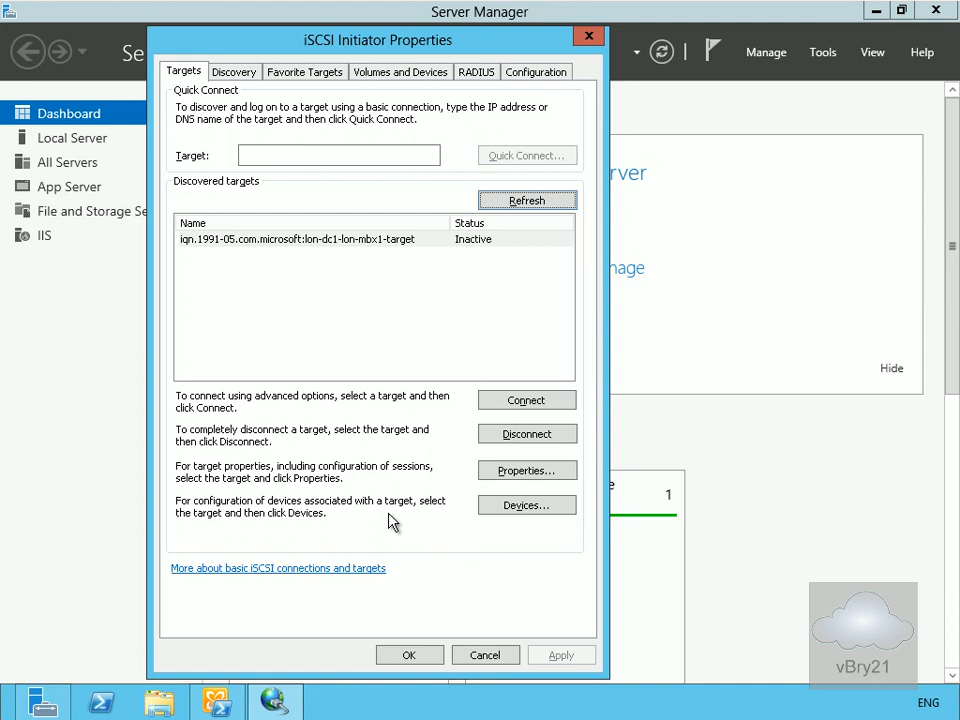 Server Manager
iSCSI Initiator Properties
Se
Manage
Tools
View
Help
Targets
Discovery
Favorite Targets
Volumes and Devices
RADIUS
Configuration
Quick Connect
To discover and log on to a target using a basic connection, type the IP address or
DNS name of the target and then click Quick Connect.
Target:
Quick Connect...
Discovered targets
Refresh
Name
Status
iqn.1991-05.com.microsoft:lon-dc1-lon-mbx1-target
Inactive
To connect using advanced options, select a target and then
click Connect.
Connect
To completely disconnect a target, select the target and
then click Disconnect.
Disconnect
For target properties, including configuration of sessions,
select the target and click Properties.
Properties...
For configuration of devices associated with a target, select
the target and then click Devices.
Devices...
More about basic iSCSI connections and targets
OK
Cancel
Apply
Dashboard
Local Server
All Servers
App Server
File and Storage Se
IIS
rver
nage
Hide
e
1
vBry21
ENG